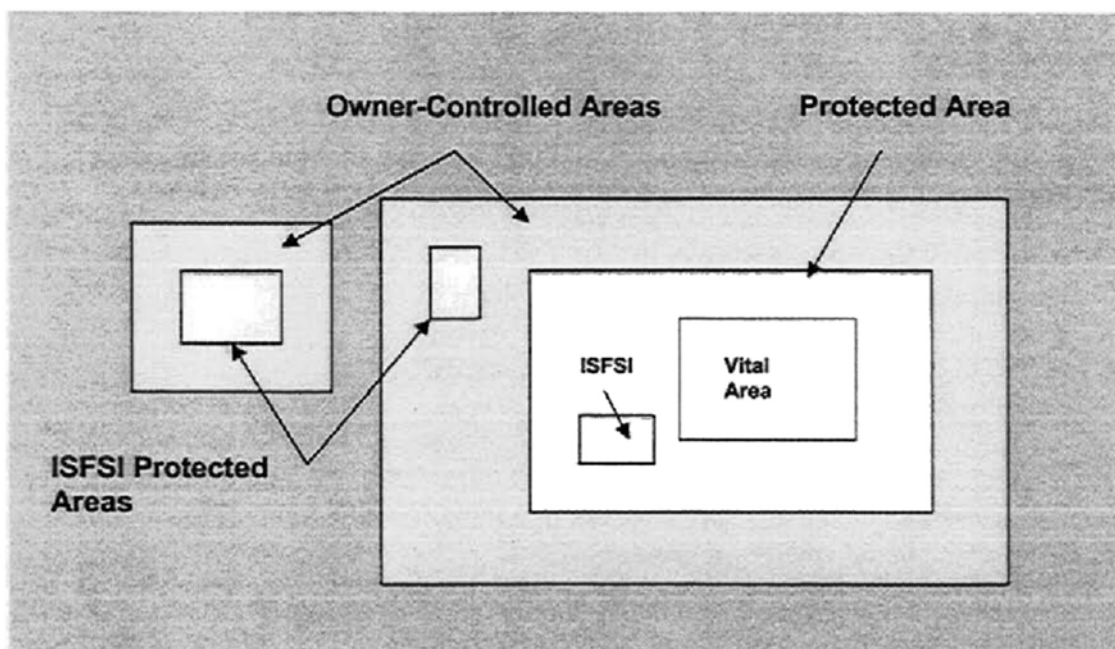 Owner-Controlled Areas
Protected Area
ISFSI
Vital
Area
ISFSI Protected
Areas